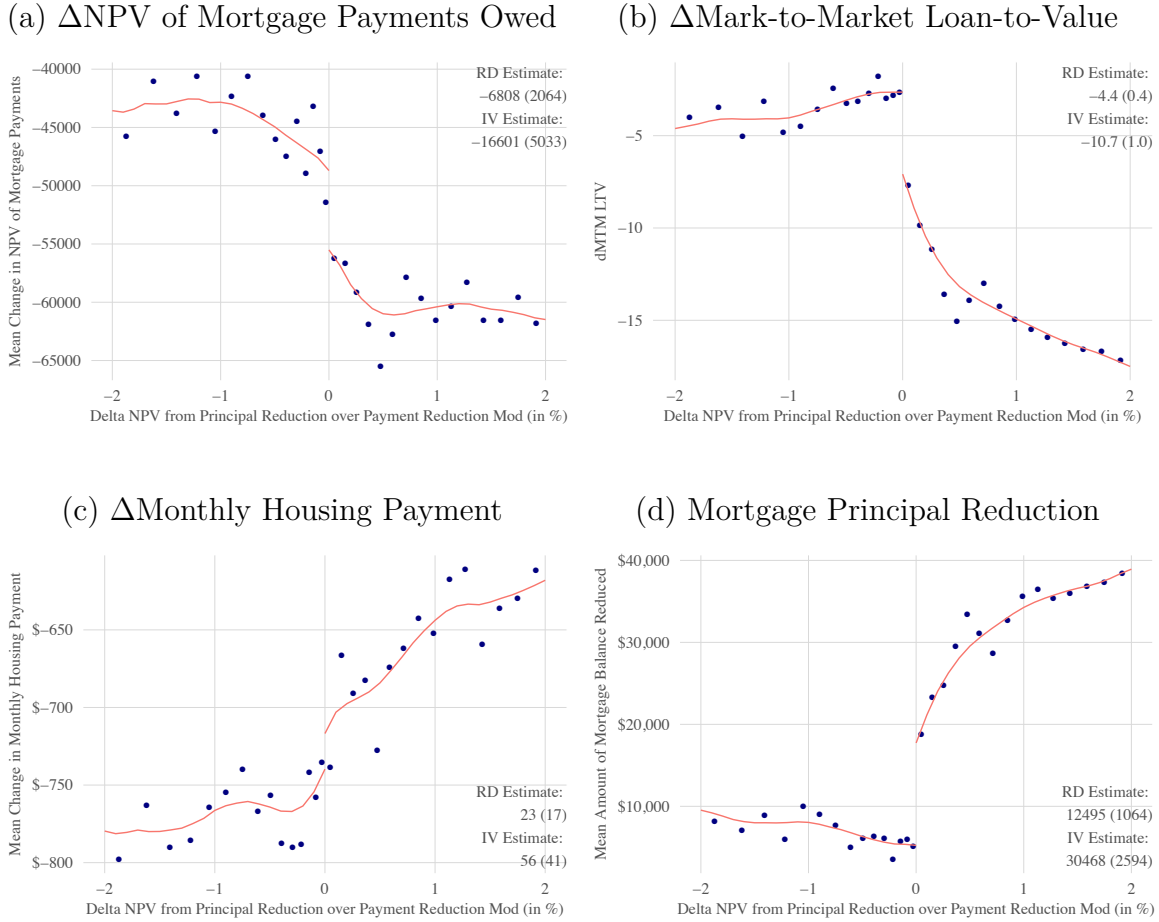 (a) ΔNPV of Mortgage Payments Owed
Mean Change in NPV of Mortgage Payments
−40000
−45000
−50000
−55000
−60000
−65000
RD Estimate:
−6808 (2064)
IV Estimate:
−16601 (5033)
−2
−1
0
1
2
Delta NPV from Principal Reduction over Payment Reduction Mod (in %)
(b) ΔMark-to-Market Loan-to-Value
dMTM LTV
−5
−10
−15
RD Estimate:
−4.4 (0.4)
IV Estimate:
−10.7 (1.0)
−2
−1
0
1
2
Delta NPV from Principal Reduction over Payment Reduction Mod (in %)
(c) ΔMonthly Housing Payment
Mean Change in Monthly Housing Payment
$−650
$−700
$−750
$−800
RD Estimate:
23 (17)
IV Estimate:
56 (41)
−2
−1
0
1
2
Delta NPV from Principal Reduction over Payment Reduction Mod (in %)
(d) Mortgage Principal Reduction
Mean Amount of Mortgage Balance Reduced
$40,000
$30,000
$20,000
$10,000
RD Estimate:
12495 (1064)
IV Estimate:
30468 (2594)
−2
−1
0
1
2
Delta NPV from Principal Reduction over Payment Reduction Mod (in %)